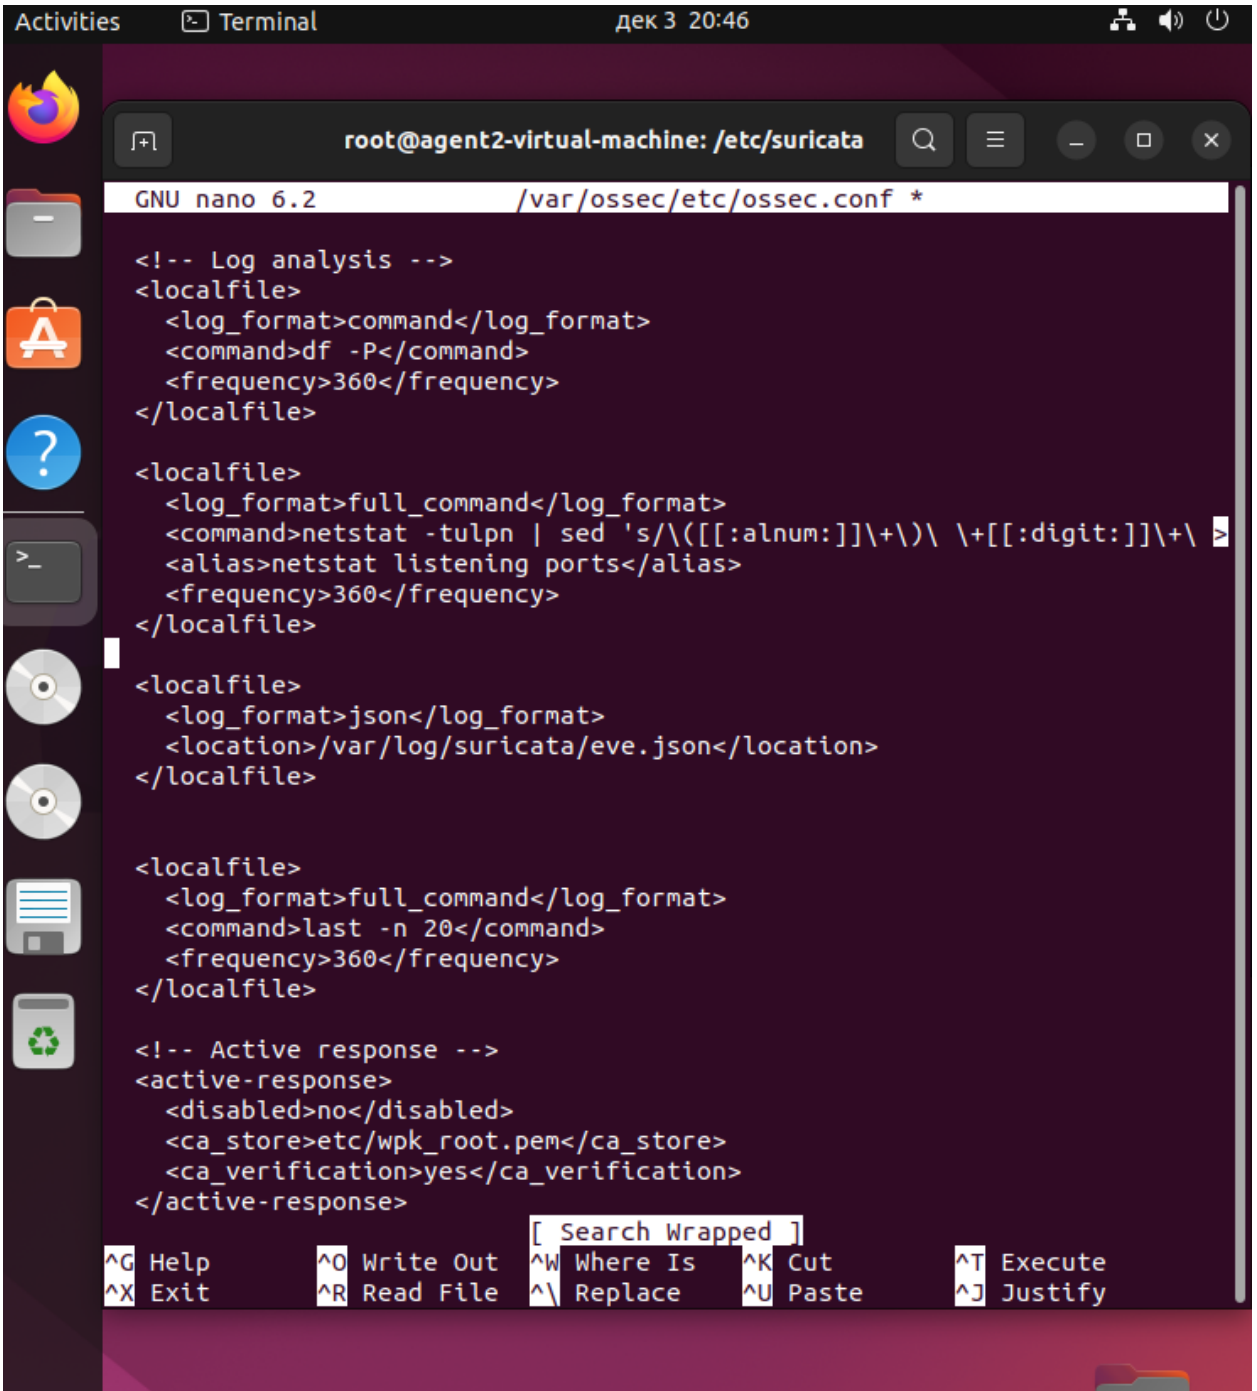 Activities Terminal дек 3 20:46
root@agent2-virtual-machine: /etc/suricata
GNU nano 6.2 /var/ossec/etc/ossec.conf *
<!-- Log analysis -->
<localfile>
<log_format>command</log_format>
<command>df -P</command>
<frequency>360</frequency>
</localfile>
<localfile>
<log_format>full_command</log_format>
<command>netstat -tulpn | sed 's/\([[:alnum:]]\+\)\ \+[[:digit:]]\+\ >
<alias>netstat listening ports</alias>
<frequency>360</frequency>
</localfile>
<localfile>
<log_format>json</log_format>
<location>/var/log/suricata/eve.json</location>
</localfile>
<localfile>
<log_format>full_command</log_format>
<command>last -n 20</command>
<frequency>360</frequency>
</localfile>
<!-- Active response -->
<active-response>
<disabled>no</disabled>
<ca_store>etc/wpk_root.pem</ca_store>
<ca_verification>yes</ca_verification>
</active-response>
[ Search Wrapped ]
^G Help ^O Write Out ^W Where Is ^K Cut ^T Execute
^X Exit ^R Read File ^\ Replace ^U Paste ^J Justify